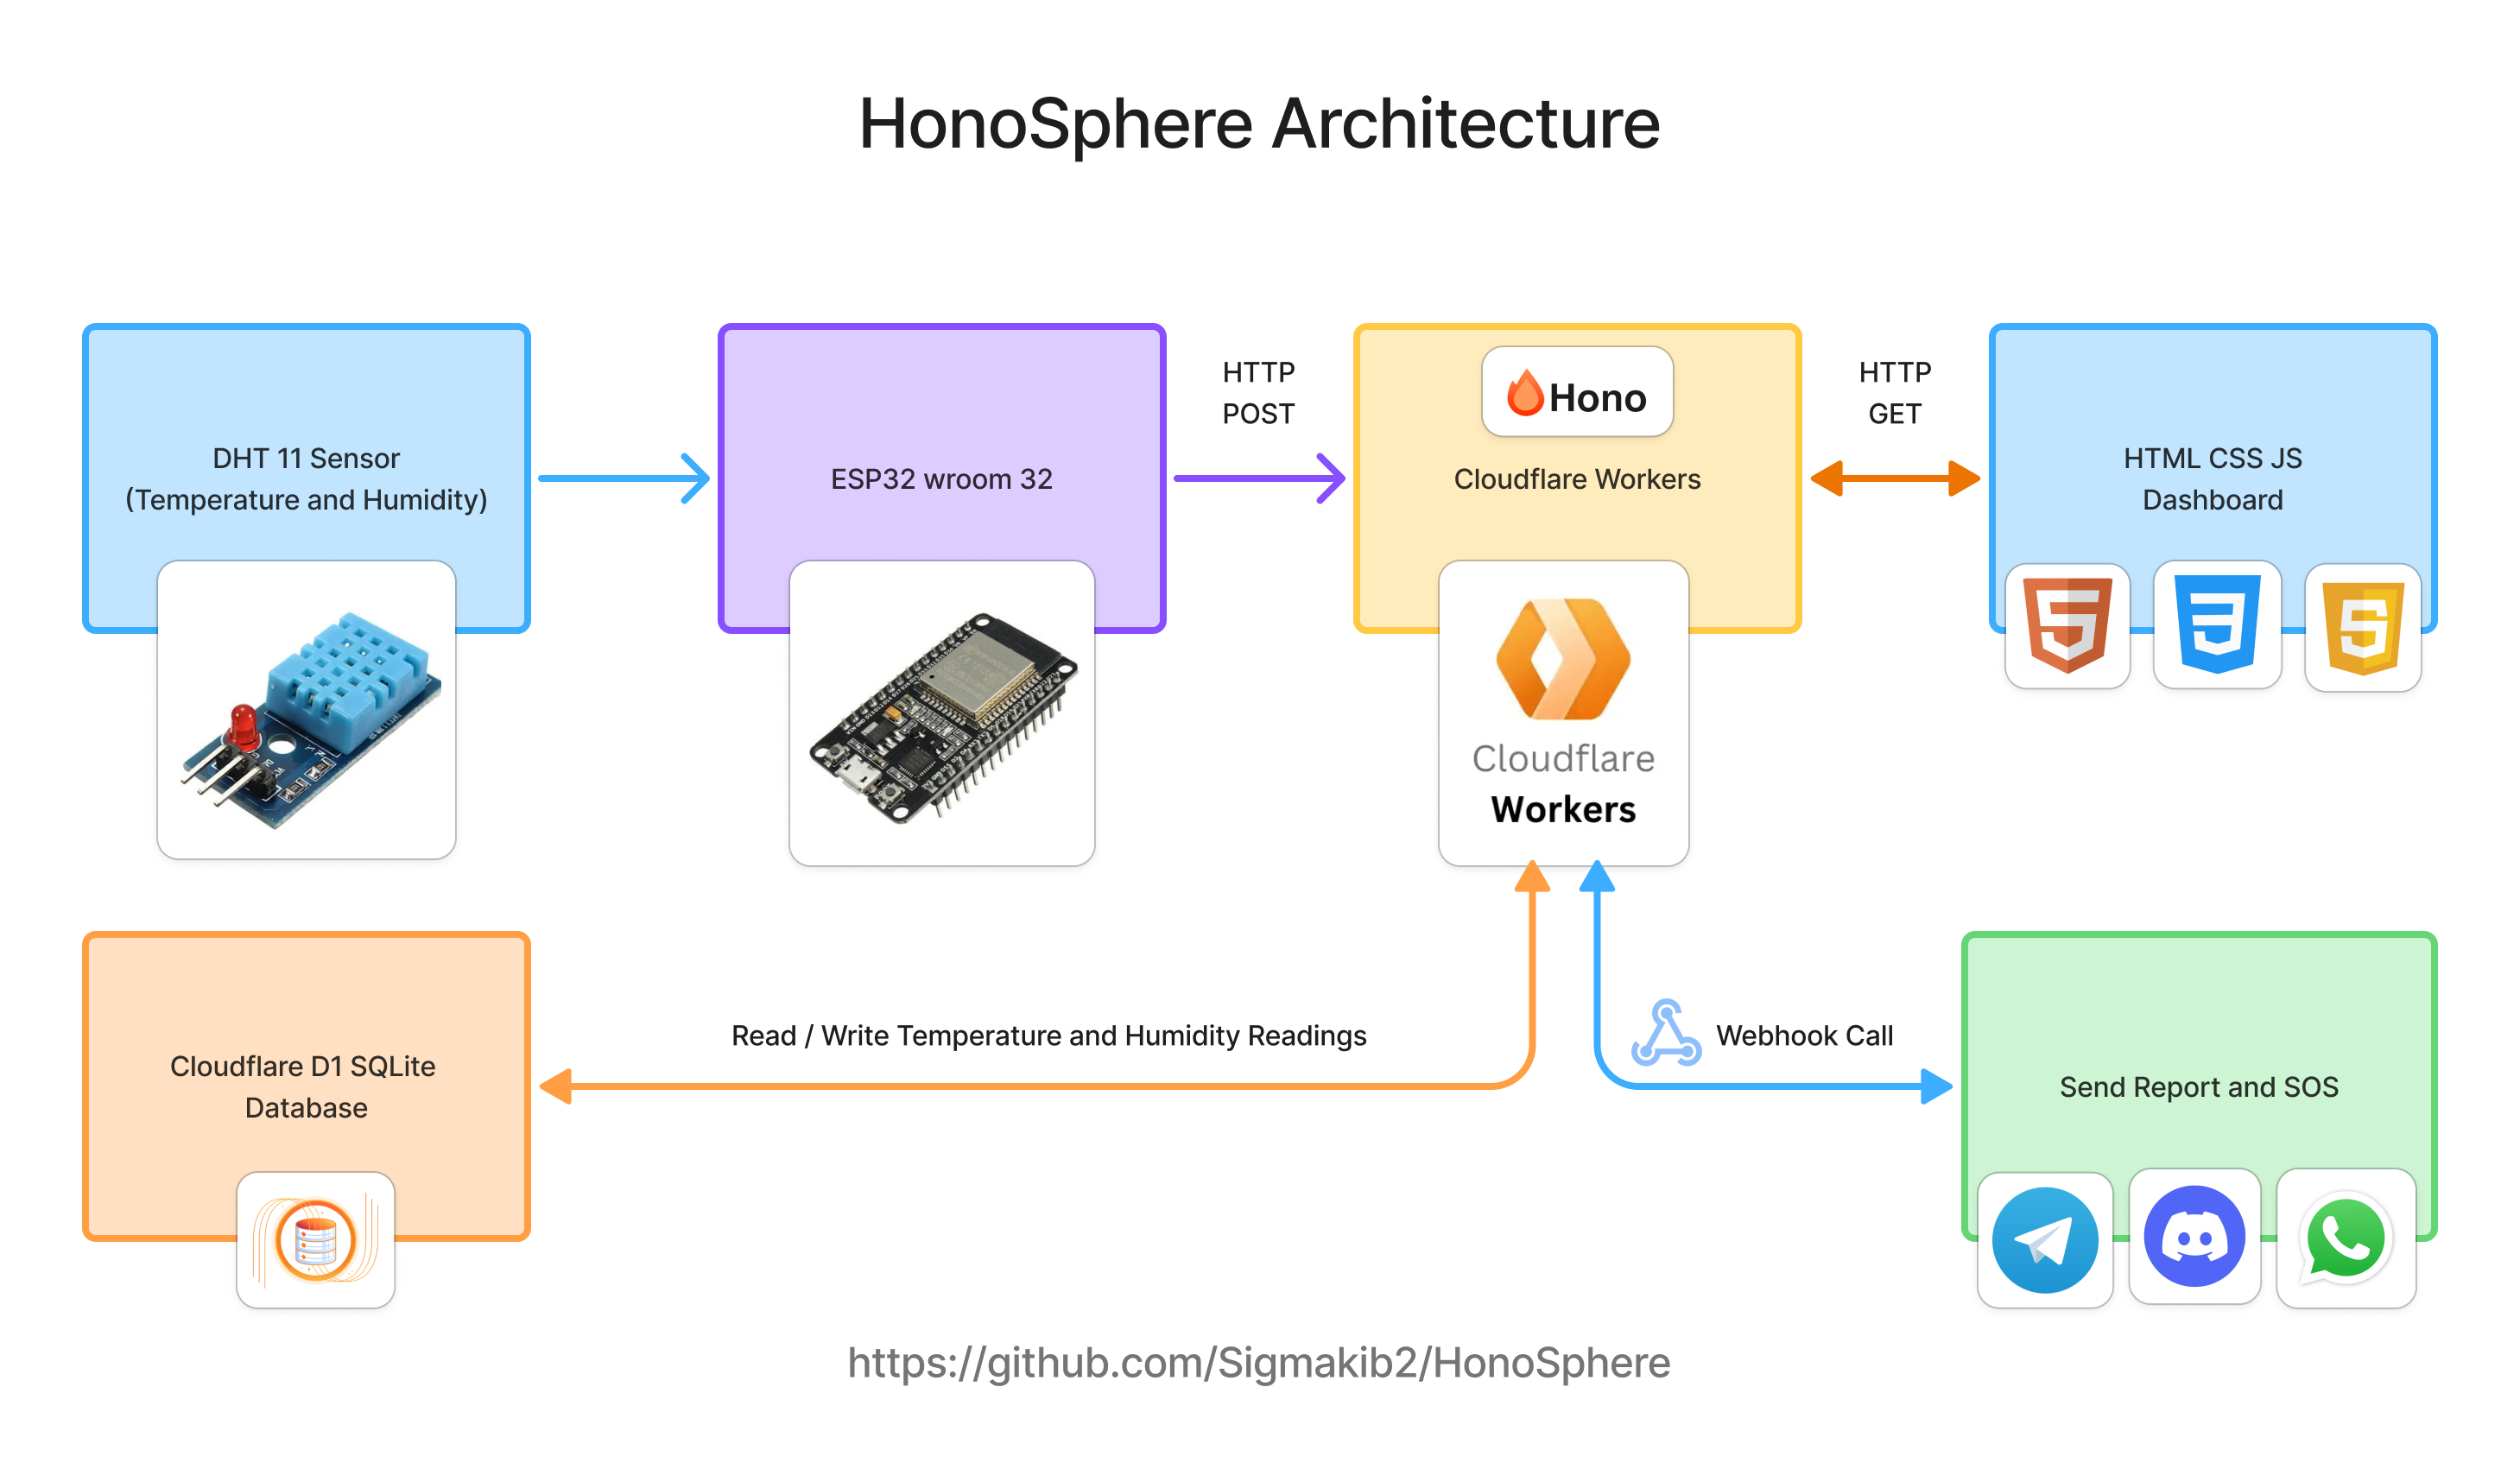 HonoSphere Architecture
DHT 11 Sensor
(Temperature and Humidity)
ESP32 wroom 32
HTTP
POST
Hono
Cloudflare Workers
HTTP
GET
HTML CSS JS
Dashboard
Cloudflare
Workers
Cloudflare D1 SQLite
Database
Read / Write Temperature and Humidity Readings
Webhook Call
Send Report and SOS
https://github.com/Sigmakib2/HonoSphere